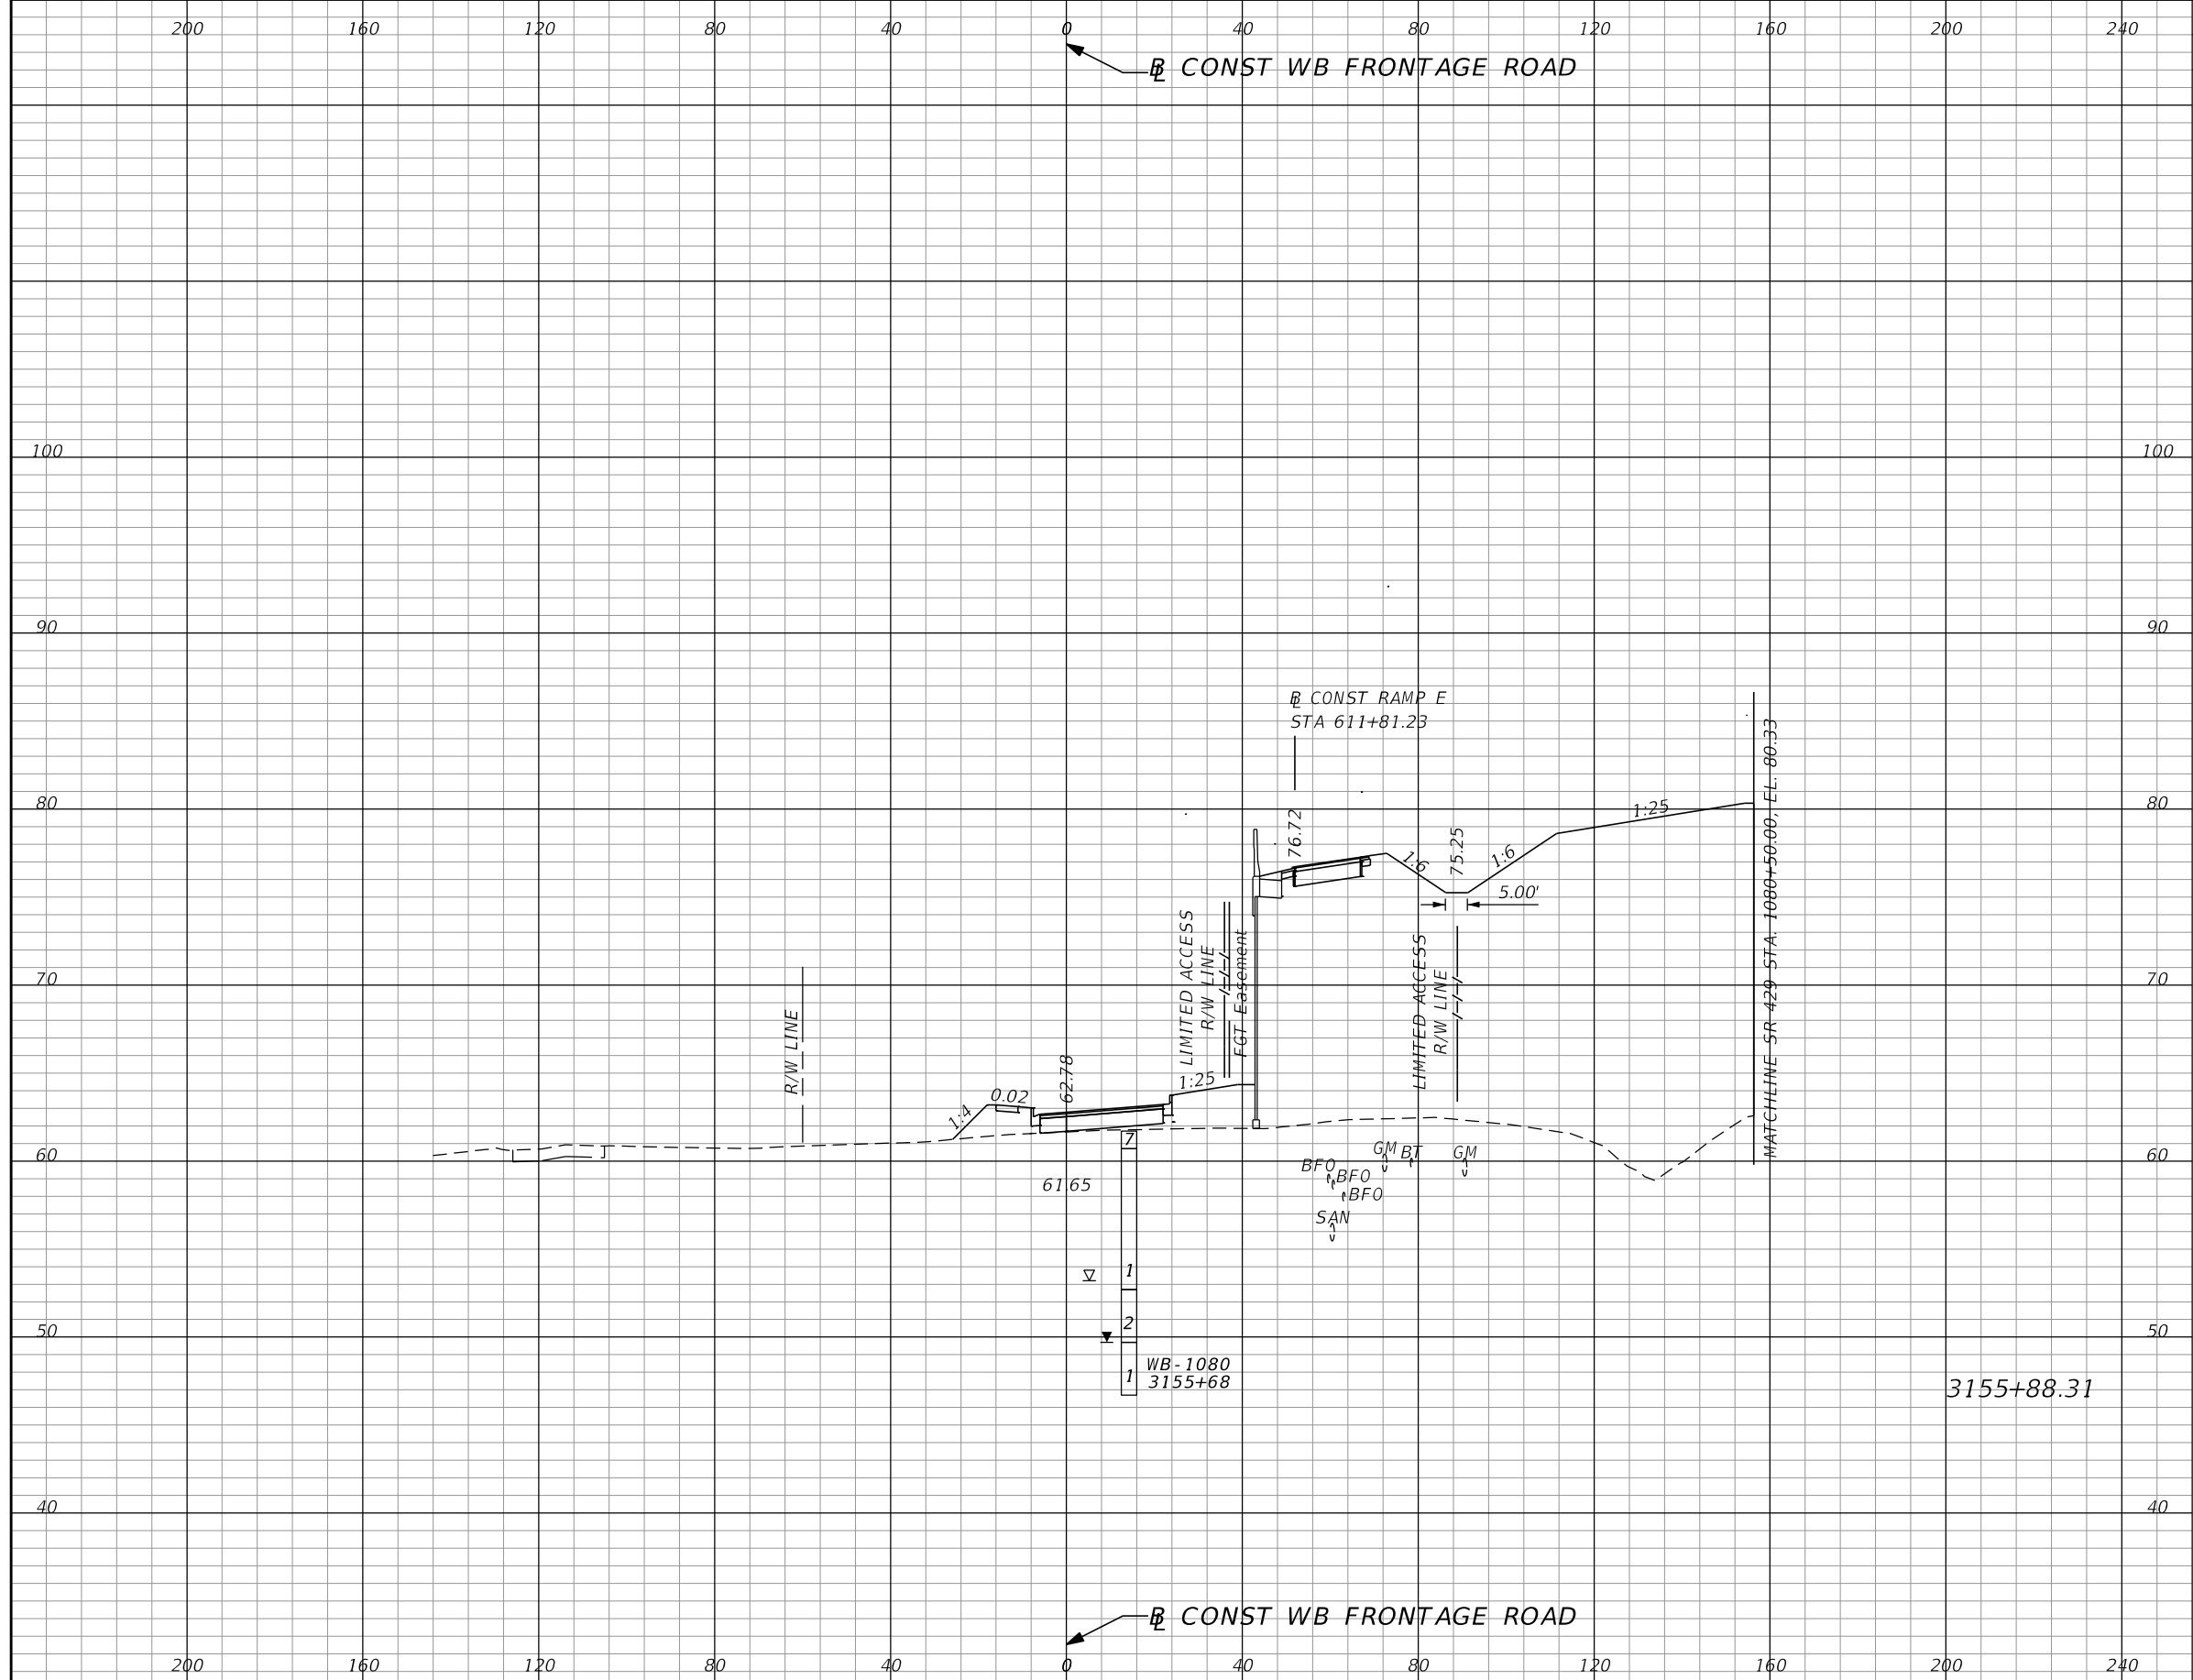 200 160 120 80 40 0 40 80 120 160 200 240
BL CONST WB FRONTAGE ROAD
100 100
90 90
BL CONST RAMP E
STA 611+81.23
80 80
76.72
1:6
75.25
1:6
1:25
5.00'
MATCHLINE SR 429 STA. 1080+50.00, EL. 80.33
LIMITED ACCESS
R/W LINE
FGT Easement
LIMITED ACCESS
R/W LINE
70 70
R/W LINE
1:4
0.02
62.78
1:25
60 60
7
GM
BT
GM
BFO
BFO
BFO
61.65
SAN
1
50 50
2
1
WB-1080
3155+68
3155+88.31
40 40
BL CONST WB FRONTAGE ROAD
200 160 120 80 40 0 40 80 120 160 200 240